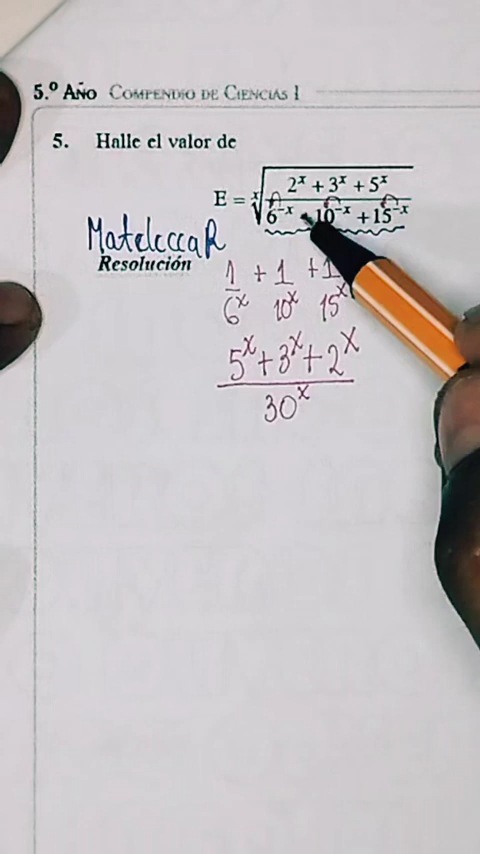 5.º AÑO COMPENDIO DE CIENCIAS I
5. Halle el valor de
E = ˣ√((2ˣ + 3ˣ + 5ˣ)/(6⁻ˣ + 10⁻ˣ + 15⁻ˣ))
Resolución
1/6ˣ + 1/10ˣ + 1/15ˣ
5ˣ + 3ˣ + 2ˣ
30ˣ